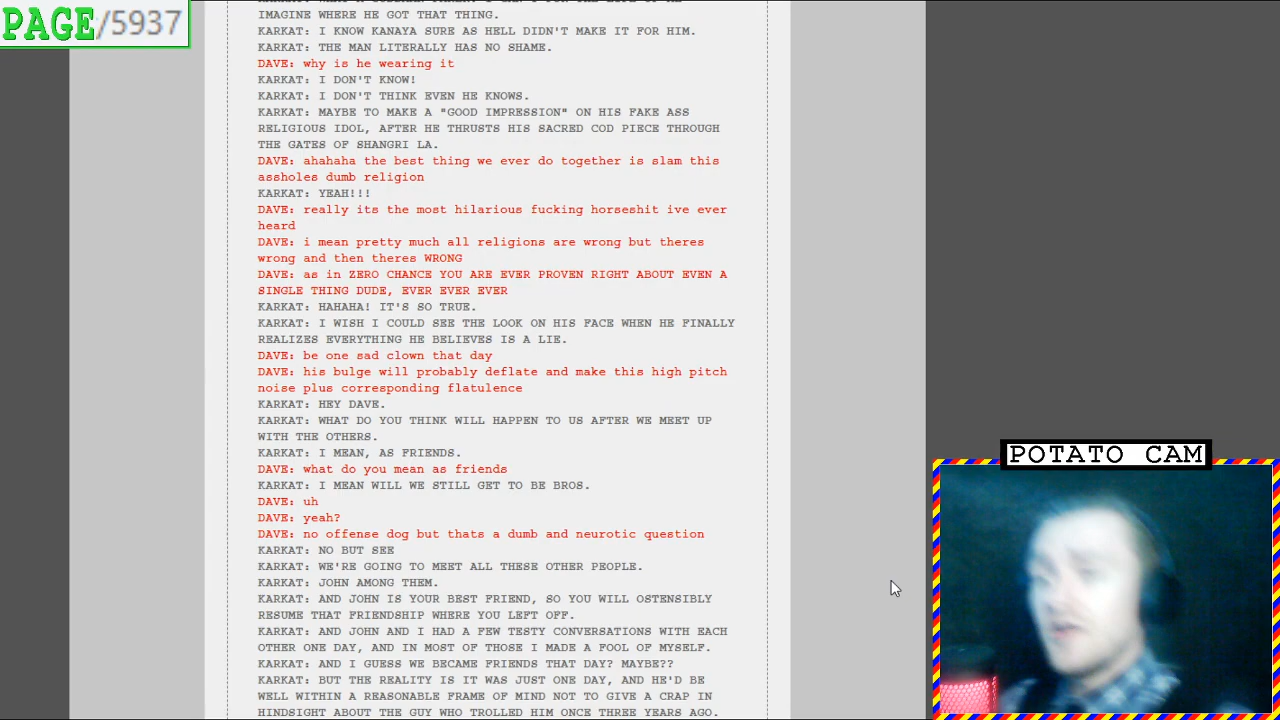 PAGE/5937
IMAGINE WHERE HE GOT THAT THING.
KARKAT: I KNOW KANAYA SURE AS HELL DIDN'T MAKE IT FOR HIM.
KARKAT: THE MAN LITERALLY HAS NO SHAME.
DAVE: why is he wearing it
KARKAT: I DON'T KNOW!
KARKAT: I DON'T THINK EVEN HE KNOWS.
KARKAT: MAYBE TO MAKE A "GOOD IMPRESSION" ON HIS FAKE ASS
RELIGIOUS IDOL, AFTER HE THRUSTS HIS SACRED COD PIECE THROUGH
THE GATES OF SHANGRI LA.
DAVE: ahahaha the best thing we ever do together is slam this
assholes dumb religion
KARKAT: YEAH!!!
DAVE: really its the most hilarious fucking horseshit ive ever
heard
DAVE: i mean pretty much all religions are wrong but theres
wrong and then theres WRONG
DAVE: as in ZERO CHANCE YOU ARE EVER PROVEN RIGHT ABOUT EVEN A
SINGLE THING DUDE, EVER EVER EVER
KARKAT: HAHAHA! IT'S SO TRUE.
KARKAT: I WISH I COULD SEE THE LOOK ON HIS FACE WHEN HE FINALLY
REALIZES EVERYTHING HE BELIEVES IS A LIE.
DAVE: be one sad clown that day
DAVE: his bulge will probably deflate and make this high pitch
noise plus corresponding flatulence
KARKAT: HEY DAVE.
KARKAT: WHAT DO YOU THINK WILL HAPPEN TO US AFTER WE MEET UP
WITH THE OTHERS.
KARKAT: I MEAN, AS FRIENDS.
DAVE: what do you mean as friends
KARKAT: I MEAN WILL WE STILL GET TO BE BROS.
DAVE: uh
DAVE: yeah?
DAVE: no offense dog but thats a dumb and neurotic question
KARKAT: NO BUT SEE
KARKAT: WE'RE GOING TO MEET ALL THESE OTHER PEOPLE.
KARKAT: JOHN AMONG THEM.
KARKAT: AND JOHN IS YOUR BEST FRIEND, SO YOU WILL OSTENSIBLY
RESUME THAT FRIENDSHIP WHERE YOU LEFT OFF.
KARKAT: AND JOHN AND I HAD A FEW TESTY CONVERSATIONS WITH EACH
OTHER ONE DAY, AND IN MOST OF THOSE I MADE A FOOL OF MYSELF.
KARKAT: AND I GUESS WE BECAME FRIENDS THAT DAY? MAYBE??
KARKAT: BUT THE REALITY IS IT WAS JUST ONE DAY, AND HE'D BE
WELL WITHIN A REASONABLE FRAME OF MIND NOT TO GIVE A CRAP IN
HINDSIGHT ABOUT THE GUY WHO TROLLED HIM ONCE THREE YEARS AGO.
POTATO CAM